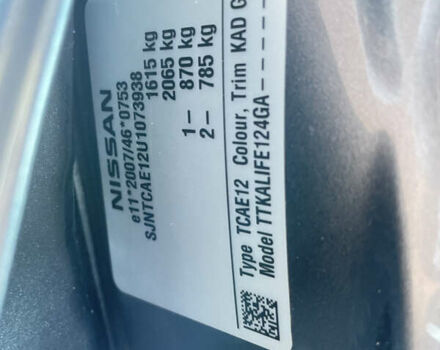 NISSAN
e11*2007/46*0753
SJNTCAE12U1073938
1615 kg
2065 kg
1- 870 kg
2- 785 kg
Type TCAE12 Colour, Trim KAD G
Model TTKALIFE124GA-----